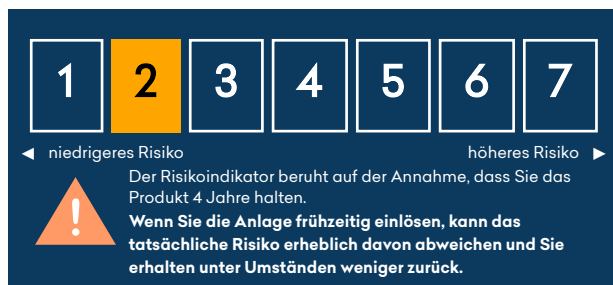 1 2 3 4 5 6 7
◄ niedrigeres Risiko höheres Risiko ►
Der Risikoindikator beruht auf der Annahme, dass Sie das
Produkt 4 Jahre halten.
!
Wenn Sie die Anlage frühzeitig einlösen, kann das
tatsächliche Risiko erheblich davon abweichen und Sie
erhalten unter Umständen weniger zurück.